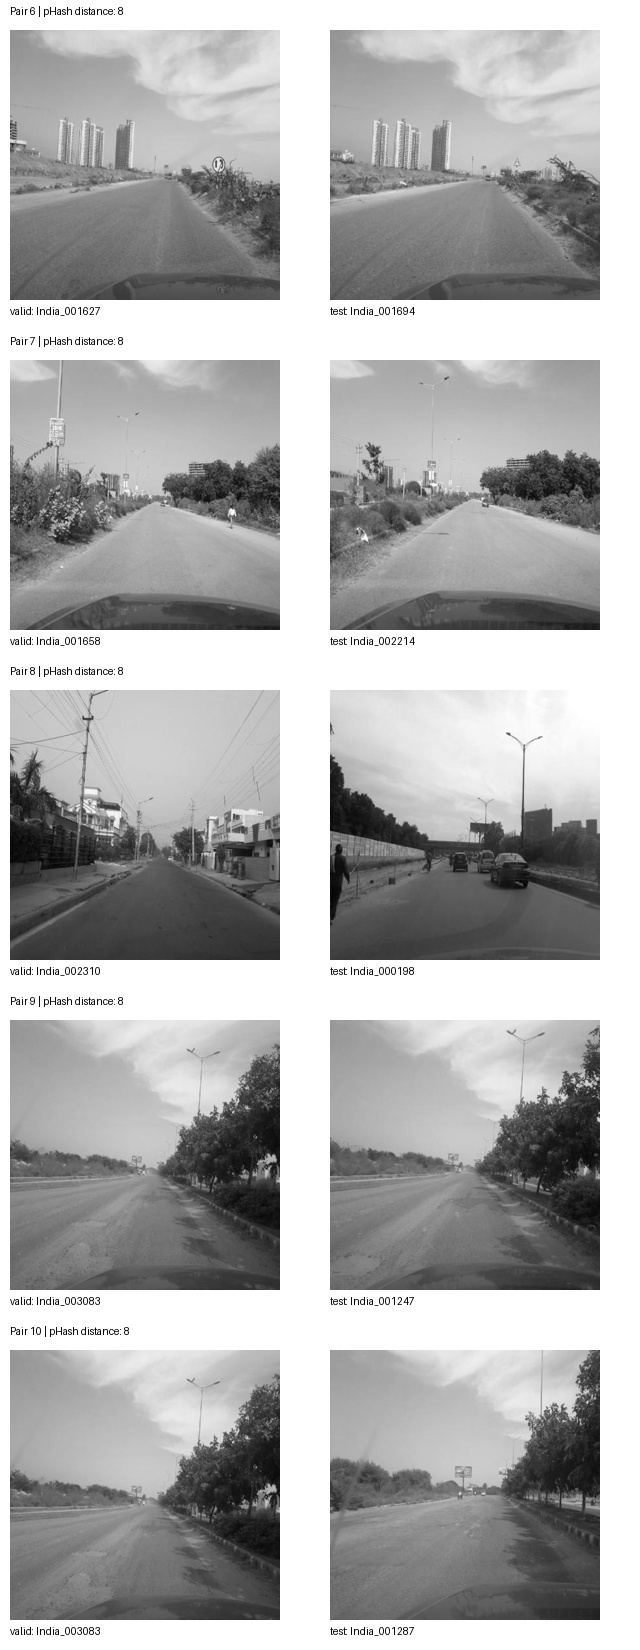 Pair 6 | pHash distance: 8
valid: India_001627
test: India_001694
Pair 7 | pHash distance: 8
valid: India_001658
test: India_002214
Pair 8 | pHash distance: 8
valid: India_002310
test: India_000198
Pair 9 | pHash distance: 8
valid: India_003083
test: India_001247
Pair 10 | pHash distance: 8
valid: India_003083
test: India_001287